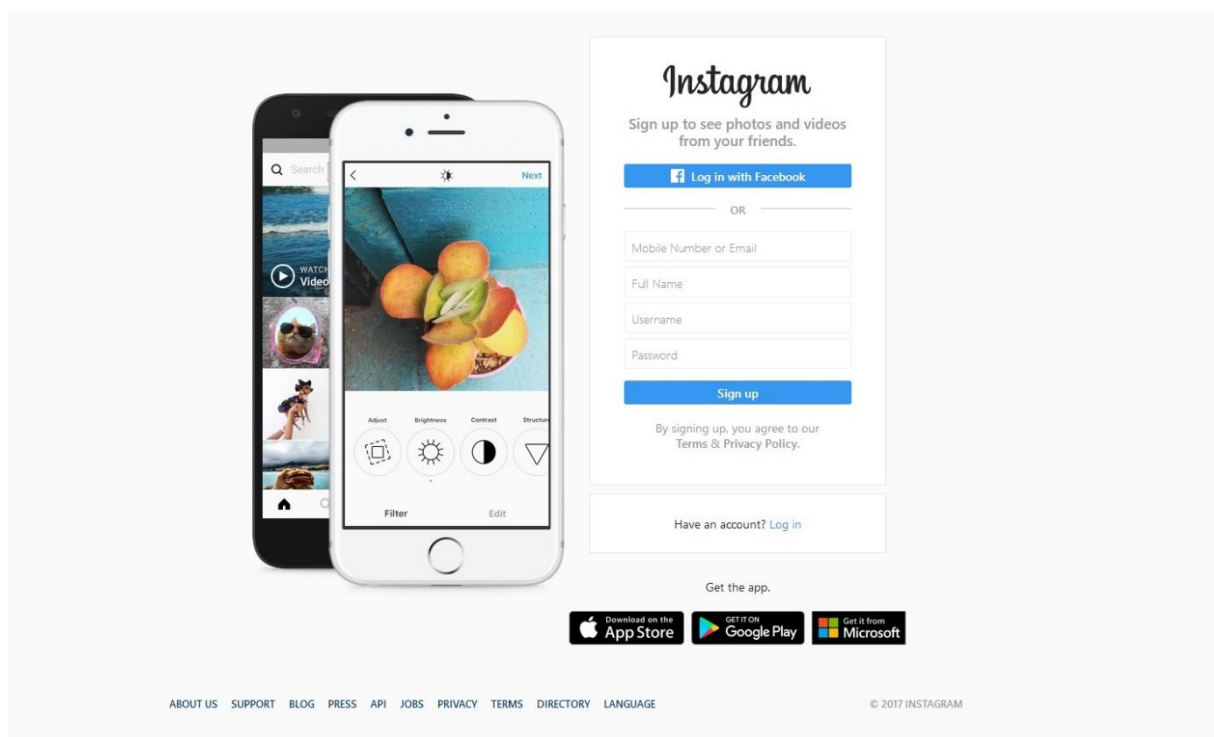 Instagram
Sign up to see photos and videos
from your friends.
Log in with Facebook
OR
Mobile Number or Email
Full Name
Username
Password
Sign up
By signing up, you agree to our
Terms & Privacy Policy.
Have an account? Log in
Get the app.
Download on the
App Store
GET IT ON
Google Play
Get it from
Microsoft
Search
WATCH
Video
Next
Adjust Brightness Contrast Structure
Filter Edit
ABOUT US SUPPORT BLOG PRESS API JOBS PRIVACY TERMS DIRECTORY LANGUAGE
© 2017 INSTAGRAM